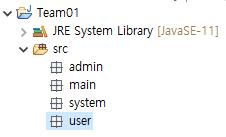 Team01
JRE System Library [JavaSE-11]
src
admin
main
system
user